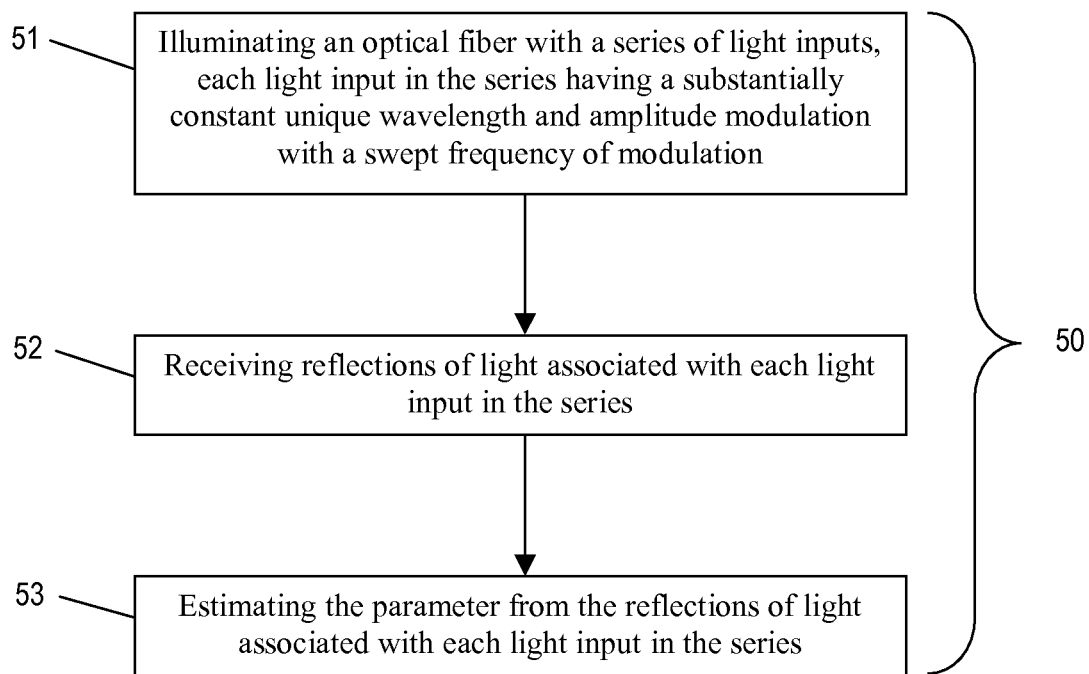 51
Illuminating an optical fiber with a series of light inputs,
each light input in the series having a substantially
constant unique wavelength and amplitude modulation
with a swept frequency of modulation
52
Receiving reflections of light associated with each light
input in the series
50
53
Estimating the parameter from the reflections of light
associated with each light input in the series